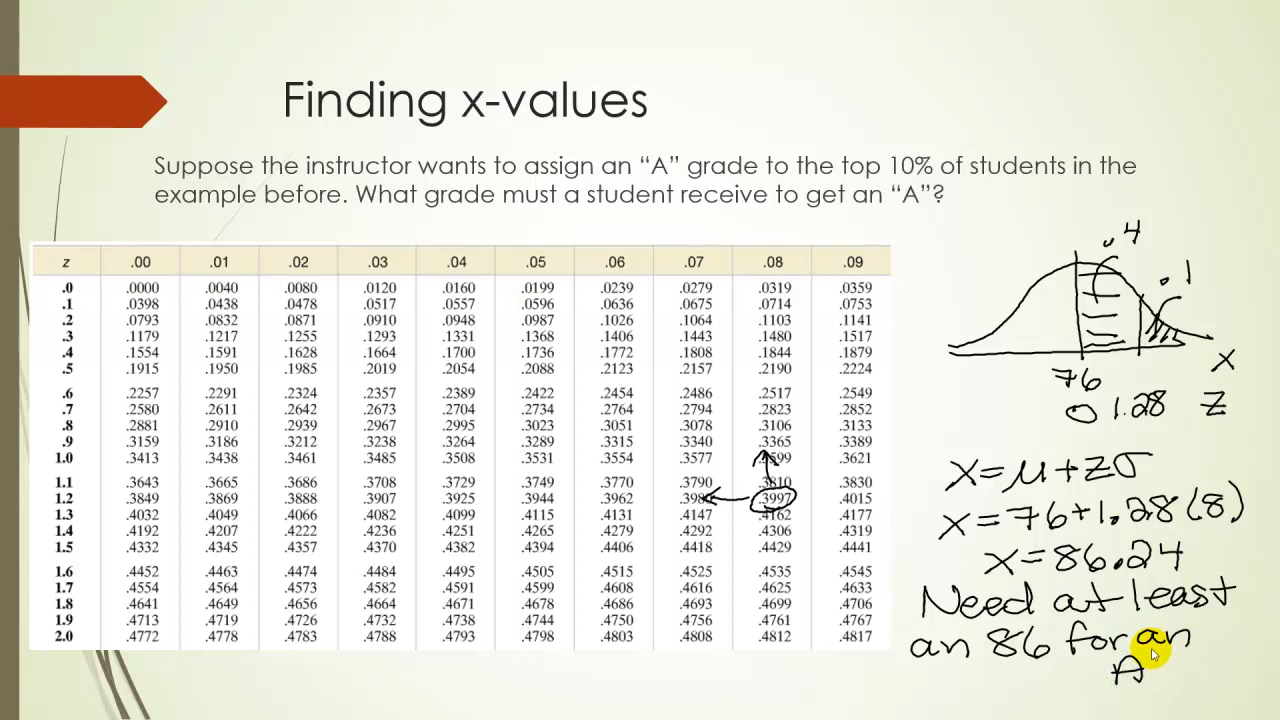 Finding x-values
Suppose the instructor wants to assign an “A” grade to the top 10% of students in the
example before. What grade must a student receive to get an “A”?
z .00 .01 .02 .03 .04 .05 .06 .07 .08 .09
.0 .0000 .0040 .0080 .0120 .0160 .0199 .0239 .0279 .0319 .0359
.1 .0398 .0438 .0478 .0517 .0557 .0596 .0636 .0675 .0714 .0753
.2 .0793 .0832 .0871 .0910 .0948 .0987 .1026 .1064 .1103 .1141
.3 .1179 .1217 .1255 .1293 .1331 .1368 .1406 .1443 .1480 .1517
.4 .1554 .1591 .1628 .1664 .1700 .1736 .1772 .1808 .1844 .1879
.5 .1915 .1950 .1985 .2019 .2054 .2088 .2123 .2157 .2190 .2224
.6 .2257 .2291 .2324 .2357 .2389 .2422 .2454 .2486 .2517 .2549
.7 .2580 .2611 .2642 .2673 .2704 .2734 .2764 .2794 .2823 .2852
.8 .2881 .2910 .2939 .2967 .2995 .3023 .3051 .3078 .3106 .3133
.9 .3159 .3186 .3212 .3238 .3264 .3289 .3315 .3340 .3365 .3389
1.0 .3413 .3438 .3461 .3485 .3508 .3531 .3554 .3577 .3621
1.1 .3643 .3665 .3686 .3708 .3729 .3749 .3770 .3790 .3810 .3830
1.2 .3849 .3869 .3888 .3907 .3925 .3944 .3962 .3997 .4015
1.3 .4032 .4049 .4066 .4082 .4099 .4115 .4131 .4147 .4162 .4177
1.4 .4192 .4207 .4222 .4236 .4251 .4265 .4279 .4292 .4306 .4319
1.5 .4332 .4345 .4357 .4370 .4382 .4394 .4406 .4418 .4429 .4441
1.6 .4452 .4463 .4474 .4484 .4495 .4505 .4515 .4525 .4535 .4545
1.7 .4554 .4564 .4573 .4582 .4591 .4599 .4608 .4616 .4625 .4633
1.8 .4641 .4649 .4656 .4664 .4671 .4678 .4686 .4693 .4699 .4706
1.9 .4713 .4719 .4726 .4732 .4738 .4744 .4750 .4756 .4761 .4767
2.0 .4772 .4778 .4783 .4788 .4793 .4798 .4803 .4808 .4812 .4817
.4
.1
x
76
0 1.28 z
x=μ+zσ
x=76+1.28(8)
x=86.24
Need at least
an 86 for an
A